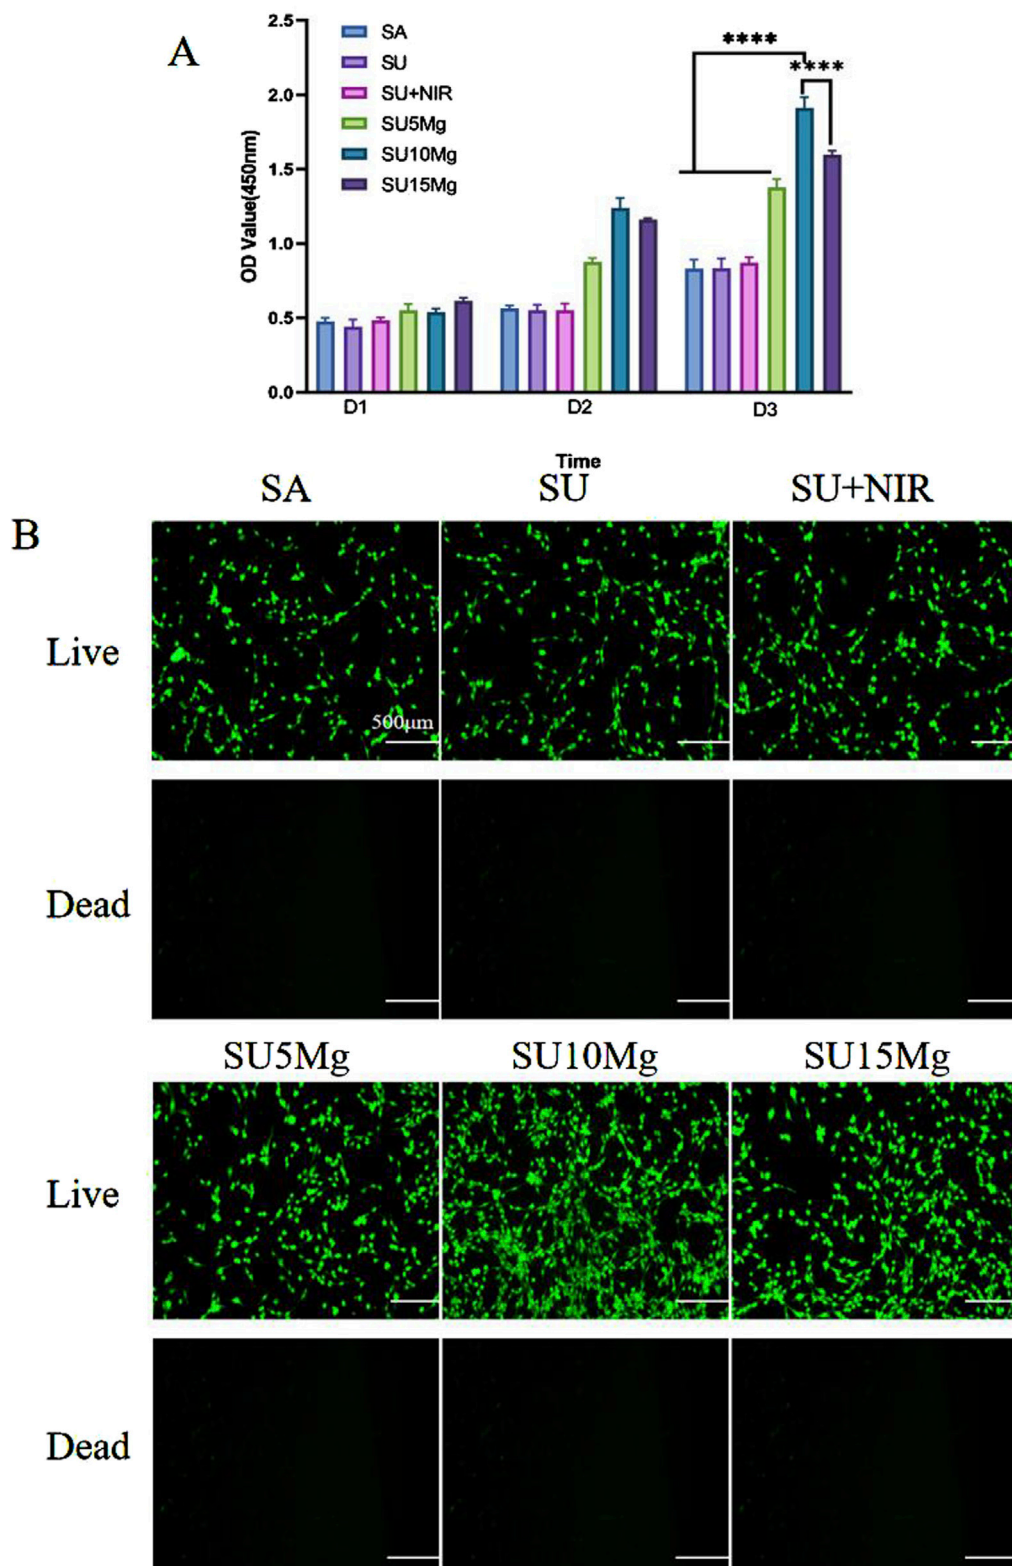 A
2.5
2.0
1.5
1.0
0.5
0.0
OD Value(450nm)
SA
SU
SU+NIR
SU5Mg
SU10Mg
SU15Mg
****
****
D1 D2 D3
Time
B
SA SU SU+NIR
Live
500μm
Dead
SU5Mg SU10Mg SU15Mg
Live
Dead